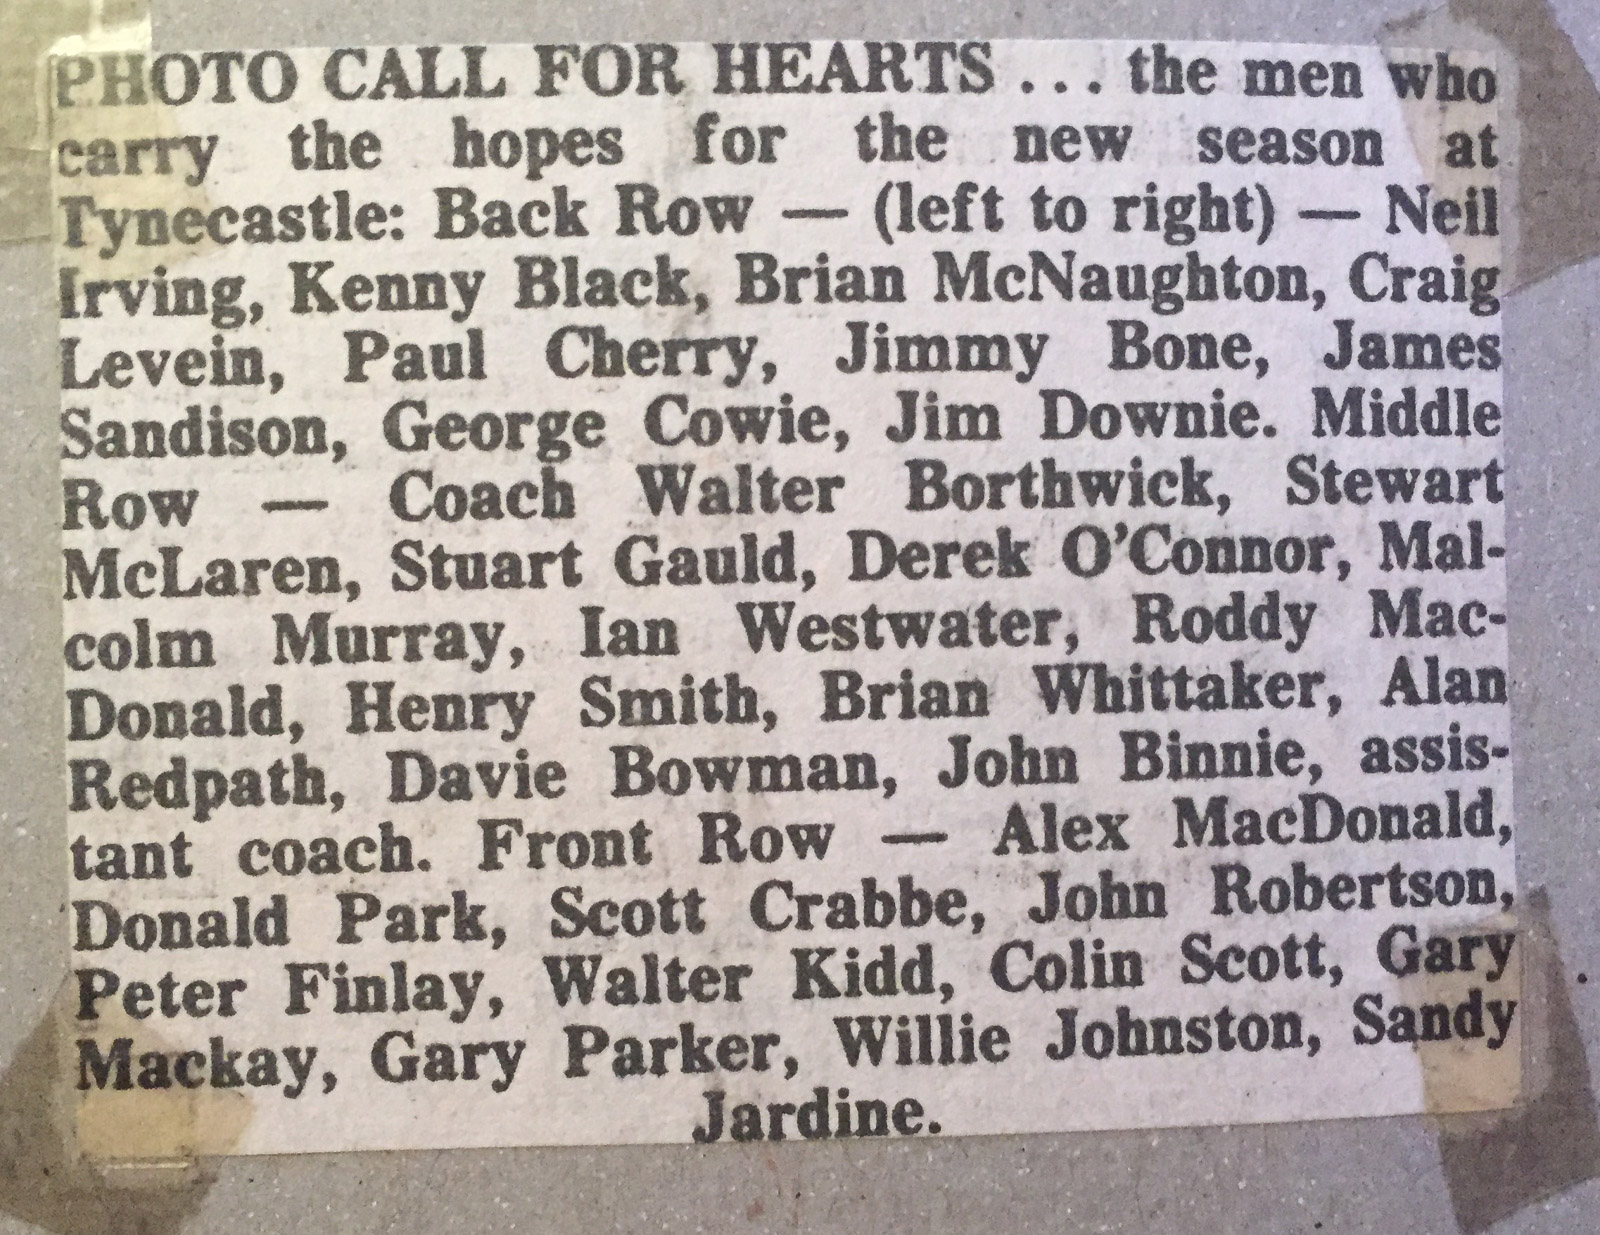 PHOTO CALL FOR HEARTS . . . the men who
carry the hopes for the new season at
Tynecastle: Back Row — (left to right) — Neil
Irving, Kenny Black, Brian McNaughton, Craig
Levein, Paul Cherry, Jimmy Bone, James
Sandison, George Cowie, Jim Downie. Middle
Row — Coach Walter Borthwick, Stewart
McLaren, Stuart Gauld, Derek O'Connor, Mal-
colm Murray, Ian Westwater, Roddy Mac-
Donald, Henry Smith, Brian Whittaker, Alan
Redpath, Davie Bowman, John Binnie, assis-
tant coach. Front Row — Alex MacDonald,
Donald Park, Scott Crabbe, John Robertson,
Peter Finlay, Walter Kidd, Colin Scott, Gary
Mackay, Gary Parker, Willie Johnston, Sandy
Jardine.